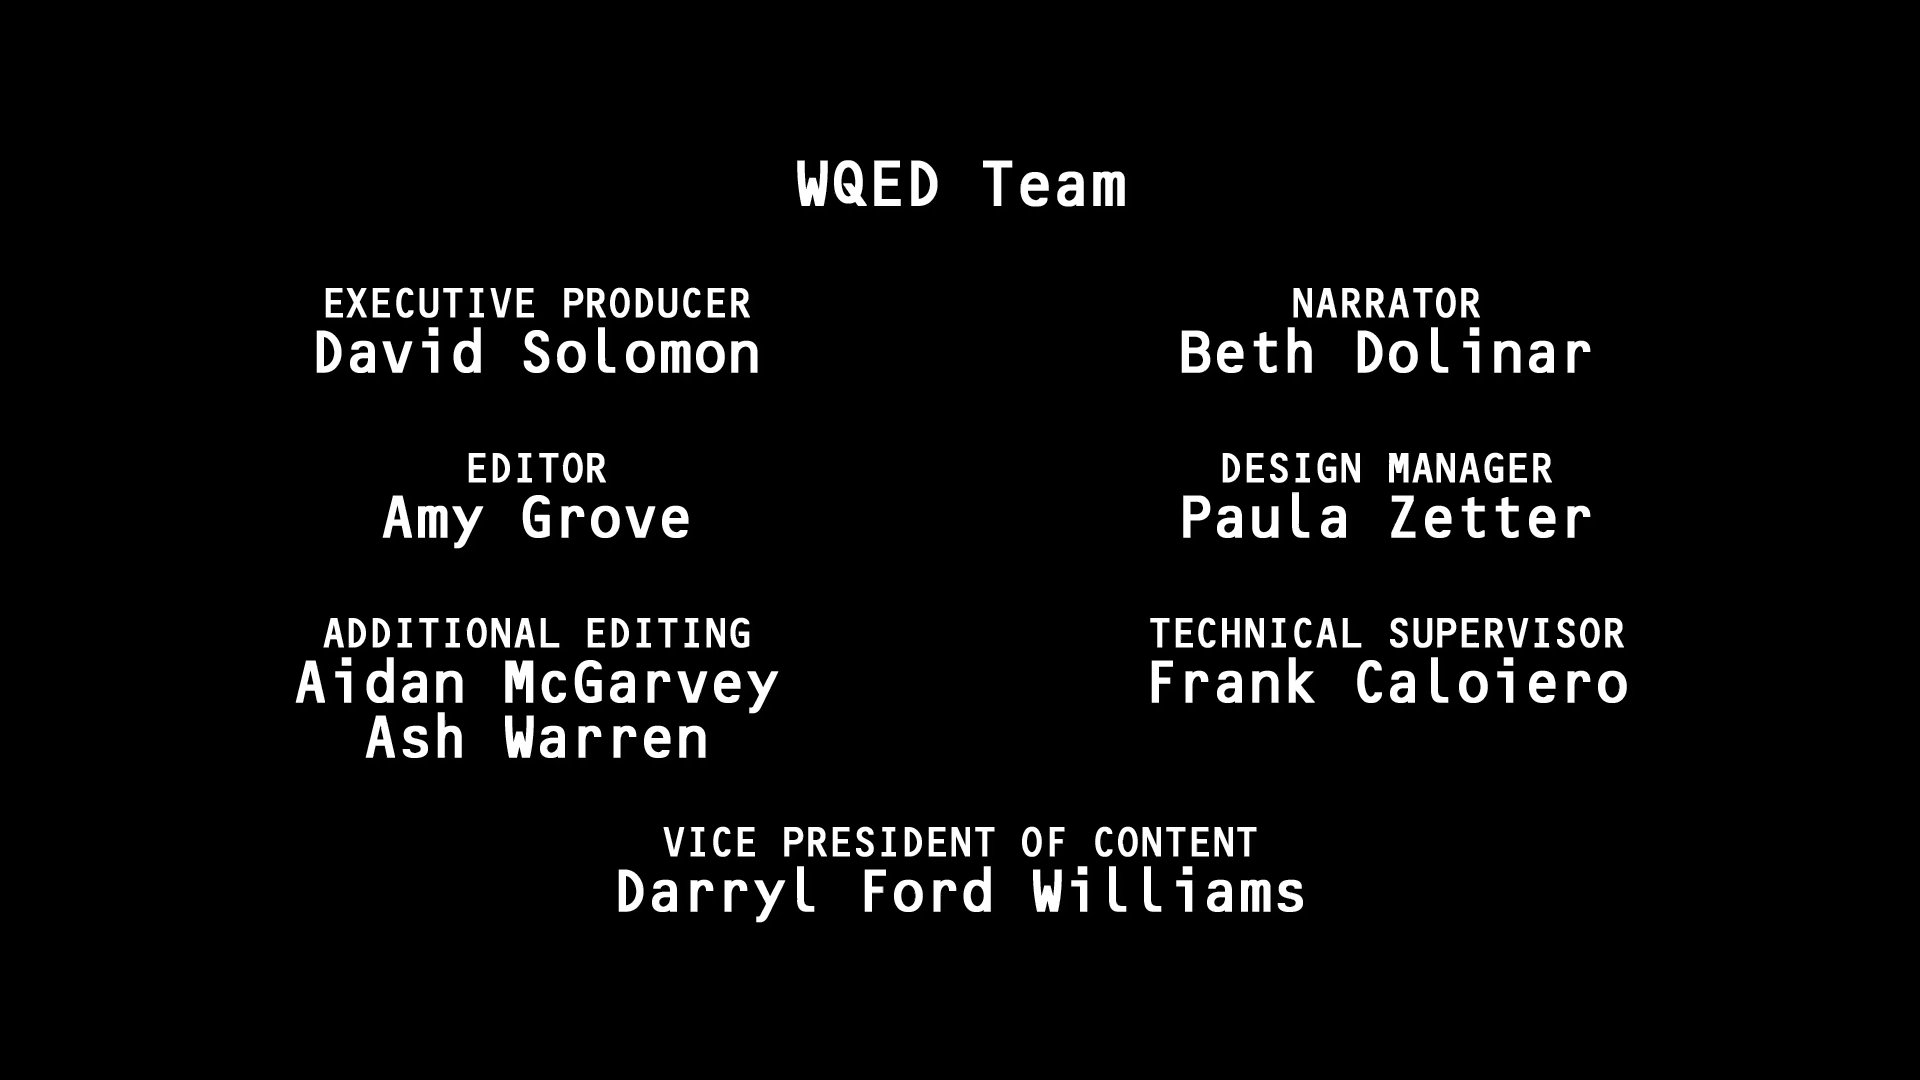 WQED Team
EXECUTIVE PRODUCER
David Solomon
NARRATOR
Beth Dolinar
EDITOR
Amy Grove
DESIGN MANAGER
Paula Zetter
ADDITIONAL EDITING
Aidan McGarvey
Ash Warren
TECHNICAL SUPERVISOR
Frank Caloiero
VICE PRESIDENT OF CONTENT
Darryl Ford Williams